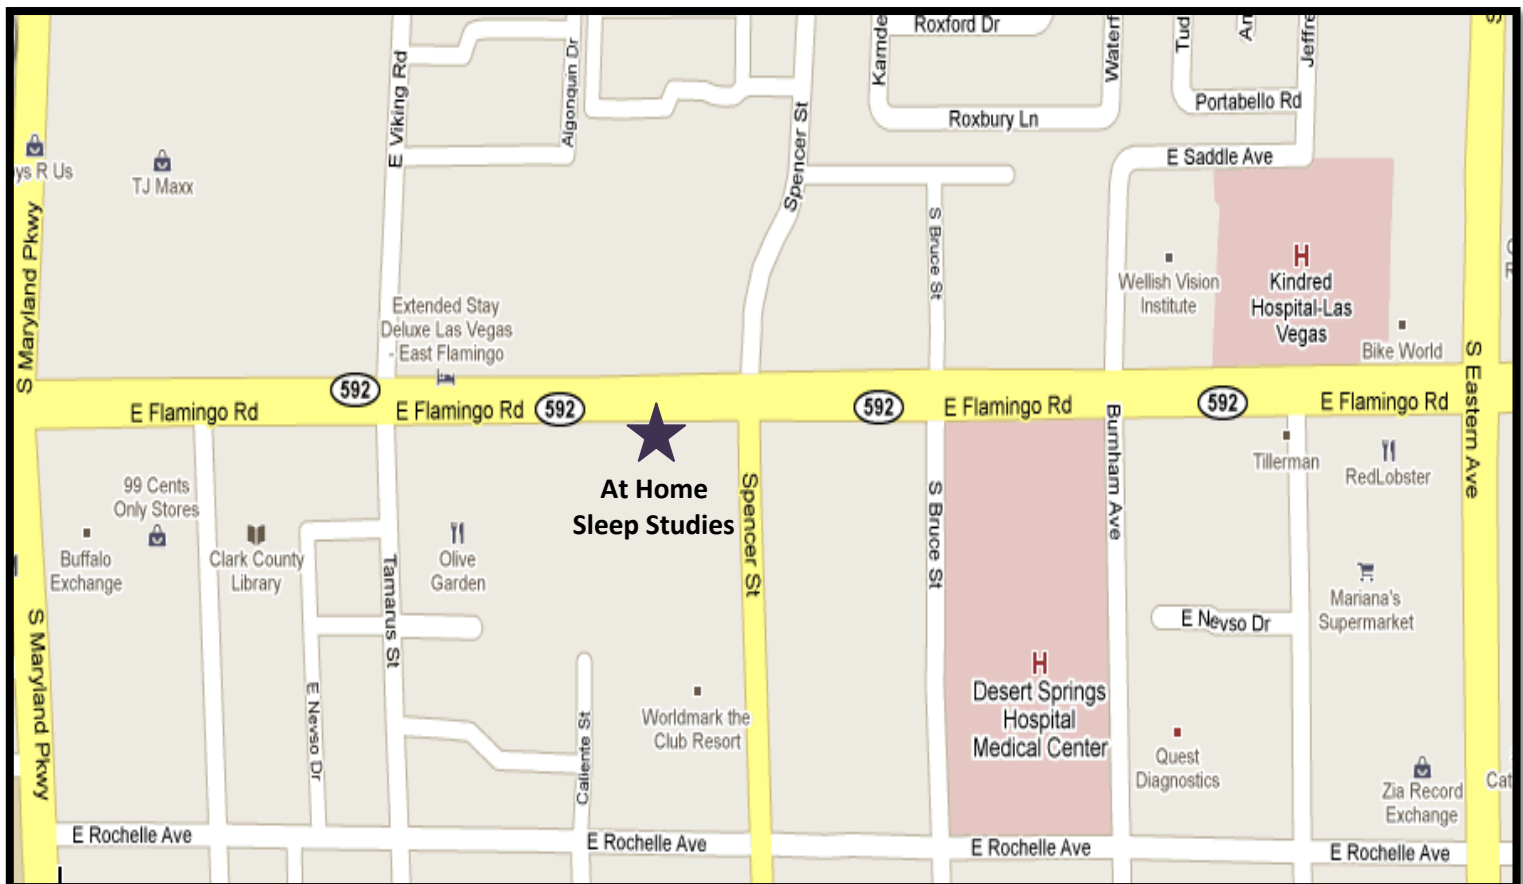 Roxford Dr
Karnde
Waterf
Tud
An
Jeffre
S
E Viking Rd
Algonquin Dr
Spencer St
Roxbury Ln
Portabello Rd
E Saddle Ave
ys R Us
TJ Maxx
S Maryland Pkwy
S Bruce St
Wellish Vision
Institute
H
Kindred
Hospital-Las
Vegas
Bike World
Extended Stay
Deluxe Las Vegas
- East Flamingo
S Eastern Ave
592
E Flamingo Rd
E Flamingo Rd
592
592
E Flamingo Rd
592
E Flamingo Rd
Burnham Ave
At Home
Sleep Studies
Spencer St
S Bruce St
99 Cents
Only Stores
Buffalo
Exchange
Clark County
Library
Olive
Garden
Tamarus St
Tillerman
RedLobster
Mariana's
Supermarket
E Nevso Dr
S Maryland Pkwy
E Nevso Dr
Caliente St
Worldmark the
Club Resort
H
Desert Springs
Hospital
Medical Center
Quest
Diagnostics
Zia Record
Exchange
Cat
E Rochelle Ave
E Rochelle Ave
E Rochelle Ave
E Rochelle Ave